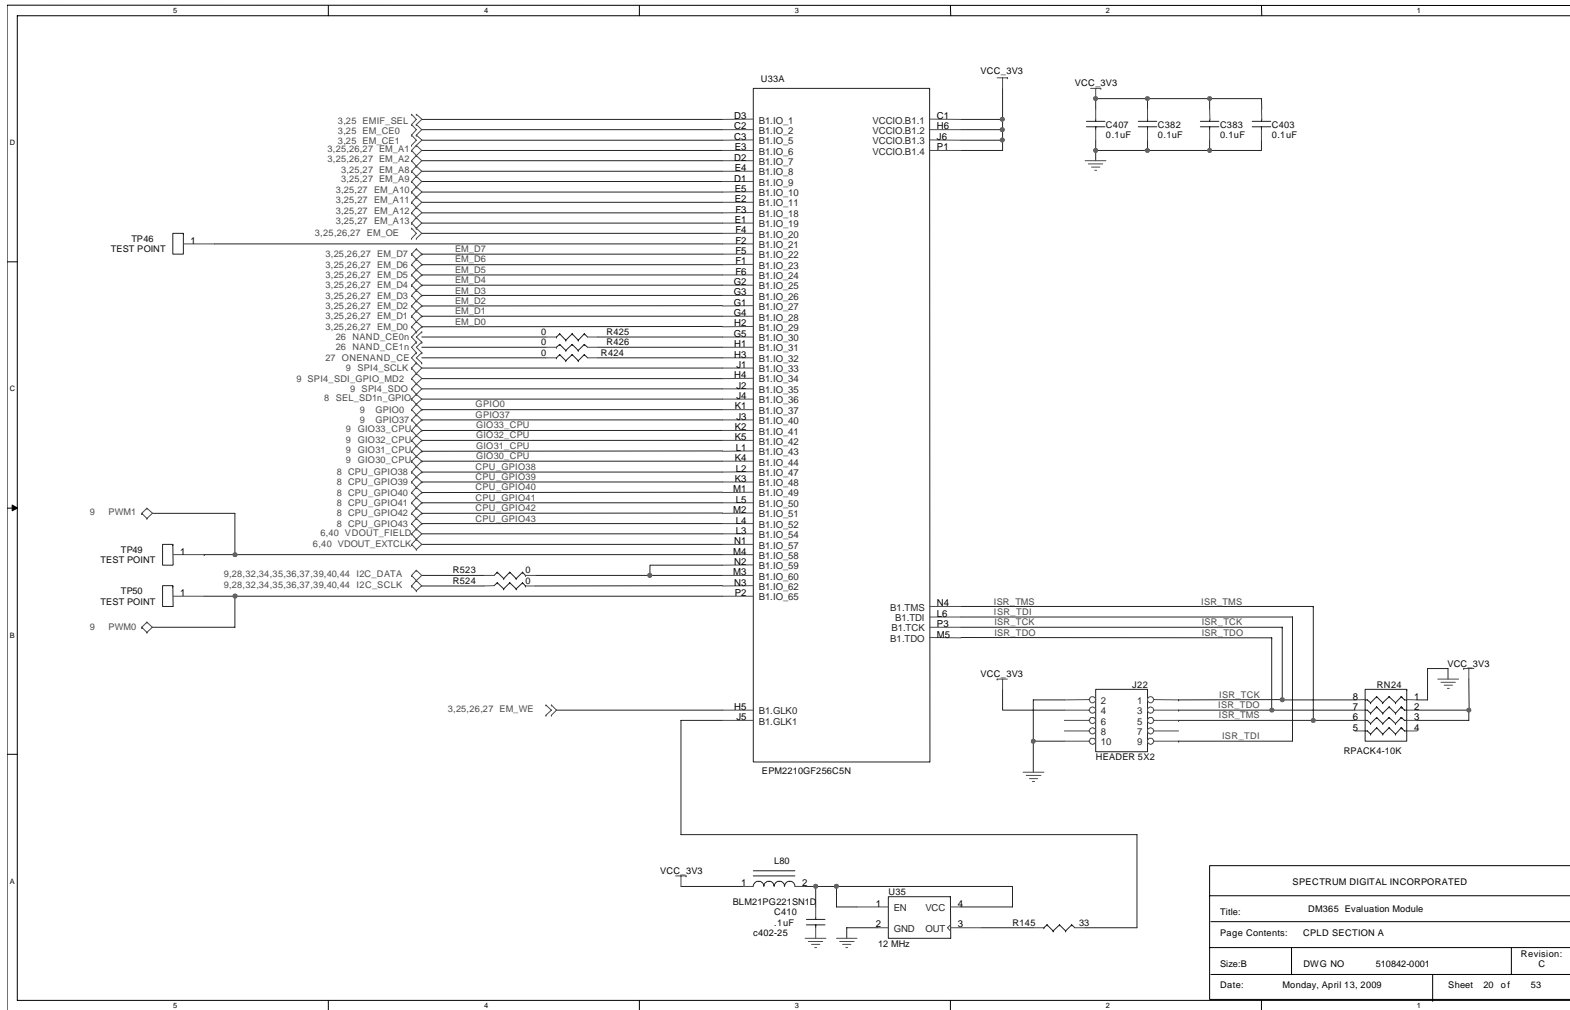 5 4 3 2 1
D
C
B
A
U33A
3,25 EMIF_SEL D3 B1.IO_1
3,25 EM_CE0 C2 B1.IO_2
3,25 EM_CE1 C3 B1.IO_5
3,25,26,27 EM_A1 E3 B1.IO_6
3,25,26,27 EM_A2 D2 B1.IO_7
3,25,27 EM_A8 E4 B1.IO_8
3,25,27 EM_A9 D1 B1.IO_9
3,25,27 EM_A10 E5 B1.IO_10
3,25,27 EM_A11 E2 B1.IO_11
3,25,27 EM_A12 F3 B1.IO_18
3,25,27 EM_A13 E1 B1.IO_19
3,25,26,27 EM_OE F4 B1.IO_20
TP46
TEST POINT
1 F2 B1.IO_21
3,25,26,27 EM_D7 EM_D7 F5 B1.IO_22
3,25,26,27 EM_D6 EM_D6 F1 B1.IO_23
3,25,26,27 EM_D5 EM_D5 F6 B1.IO_24
3,25,26,27 EM_D4 EM_D4 G2 B1.IO_25
3,25,26,27 EM_D3 EM_D3 G3 B1.IO_26
3,25,26,27 EM_D2 EM_D2 G1 B1.IO_27
3,25,26,27 EM_D1 EM_D1 G4 B1.IO_28
3,25,26,27 EM_D0 EM_D0 H2 B1.IO_29
26 NAND_CE0n 0 R425 G5 B1.IO_30
26 NAND_CE1n 0 R426 H1 B1.IO_31
27 ONENAND_CE 0 R424 H3 B1.IO_32
9 SPI4_SCLK J1 B1.IO_33
9 SPI4_SDI_GPIO_MD2 H4 B1.IO_34
9 SPI4_SDO J2 B1.IO_35
8 SEL_SD1n_GPIO J4 B1.IO_36
9 GPIO0 GPIO0 K1 B1.IO_37
9 GPIO37 GPIO37 J3 B1.IO_40
9 GIO33_CPU GIO33_CPU K2 B1.IO_41
9 GIO32_CPU GIO32_CPU K5 B1.IO_42
9 GIO31_CPU GIO31_CPU L1 B1.IO_43
9 GIO30_CPU GIO30_CPU K4 B1.IO_44
8 CPU_GPIO38 CPU_GPIO38 L2 B1.IO_47
8 CPU_GPIO39 CPU_GPIO39 K3 B1.IO_48
8 CPU_GPIO40 CPU_GPIO40 M1 B1.IO_49
8 CPU_GPIO41 CPU_GPIO41 L5 B1.IO_50
8 CPU_GPIO42 CPU_GPIO42 M2 B1.IO_51
8 CPU_GPIO43 CPU_GPIO43 L4 B1.IO_52
6,40 VDOUT_FIELD L3 B1.IO_54
6,40 VDOUT_EXTCLK N1 B1.IO_57
9 PWM1
TP49
TEST POINT
1 M4 B1.IO_58
N2 B1.IO_59
9,28,32,34,35,36,37,39,40,44 I2C_DATA R523 0 M3 B1.IO_60
9,28,32,34,35,36,37,39,40,44 I2C_SCLK R524 0 N3 B1.IO_62
TP50
TEST POINT
1 P2 B1.IO_65
9 PWM0
3,25,26,27 EM_WE H5 B1.GLK0
J5 B1.GLK1
EPM2210GF256C5N
VCC_3V3
VCCIO.B1.1 C1
VCCIO.B1.2 H6
VCCIO.B1.3 J6
VCCIO.B1.4 P1
VCC_3V3
C407 C382 C383 C403
0.1uF 0.1uF 0.1uF 0.1uF
B1.TMS N4 ISR_TMS ISR_TMS
B1.TDI L6 ISR_TDI
B1.TCK P3 ISR_TCK ISR_TCK
B1.TDO M5 ISR_TDO ISR_TDO
VCC_3V3
J22
2 1 ISR_TCK
4 3 ISR_TDO
6 5 ISR_TMS
8 7
10 9 ISR_TDI
HEADER 5X2
VCC_3V3
RN24
8 1
7 2
6 3
5 4
RPACK4-10K
VCC_3V3
L80
1 2
BLM21PG221SN1D
C410
.1uF
c402-25
U35
1 EN VCC 4
2 GND OUT 3
12 MHz
R145 33
SPECTRUM DIGITAL INCORPORATED
Title: DM365 Evaluation Module
Page Contents: CPLD SECTION A
Size:B DWG NO 510842-0001 Revision: C
Date: Monday, April 13, 2009 Sheet 20 of 53
D
C
B
A
5 4 3 2 1